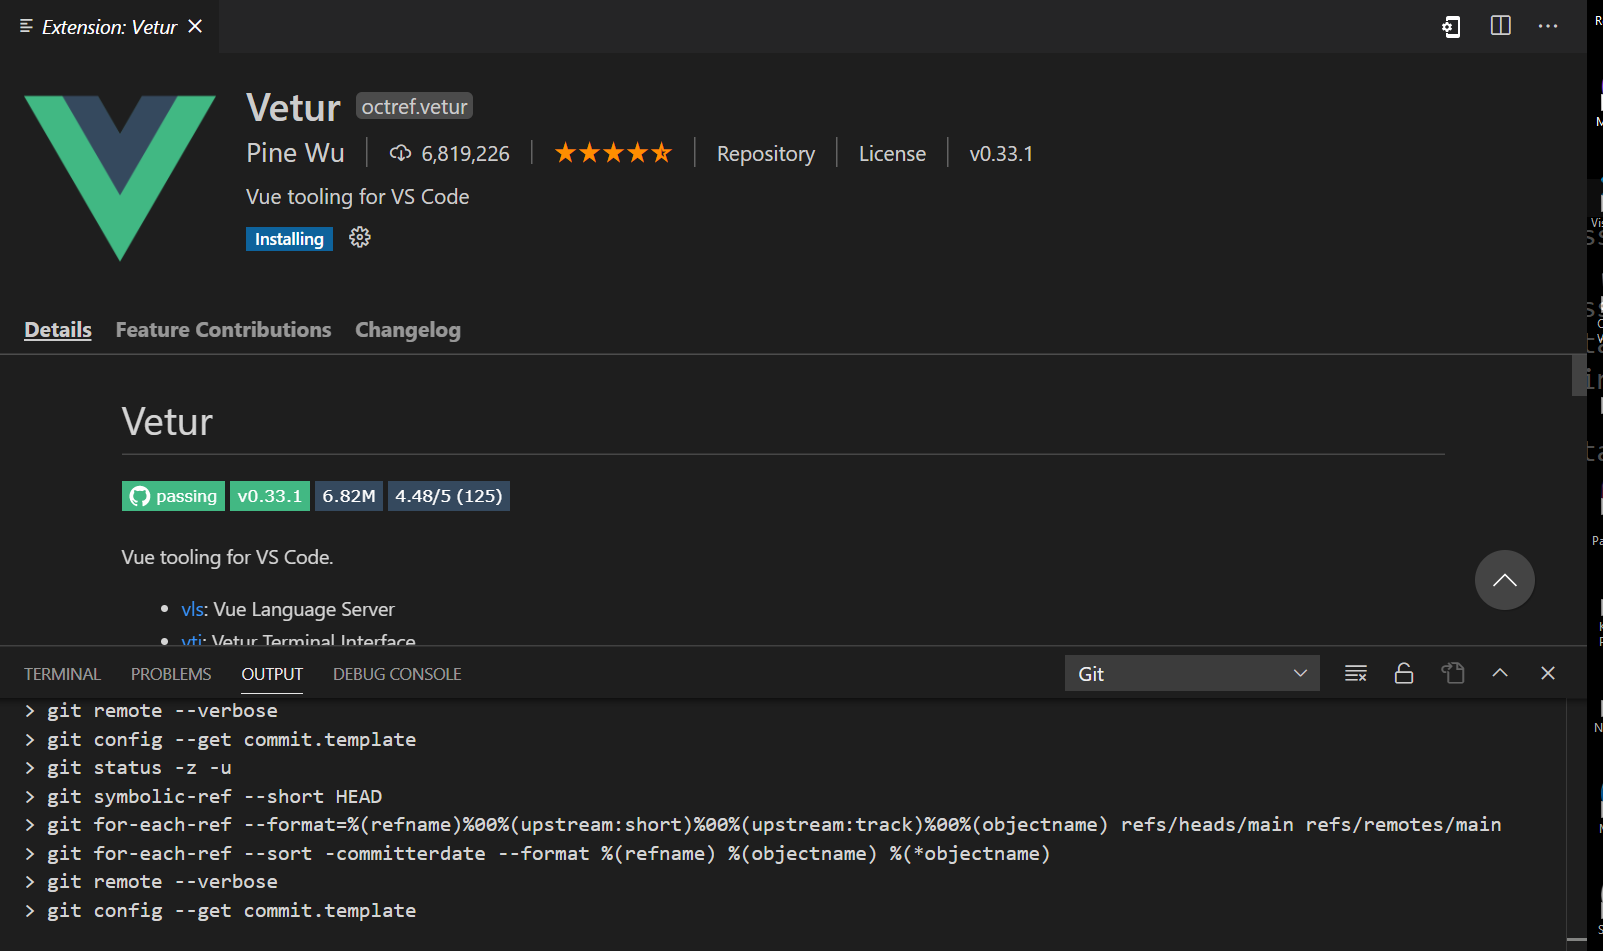 Extension: Vetur
Vetur octref.vetur
Pine Wu 6,819,226 Repository License v0.33.1
Vue tooling for VS Code
Installing
Details Feature Contributions Changelog
Vetur
passing v0.33.1 6.82M 4.48/5 (125)
Vue tooling for VS Code.
vls: Vue Language Server
vti: Vetur Terminal Interface
TERMINAL PROBLEMS OUTPUT DEBUG CONSOLE Git
> git remote --verbose
> git config --get commit.template
> git status -z -u
> git symbolic-ref --short HEAD
> git for-each-ref --format=%(refname)%00%(upstream:short)%00%(upstream:track)%00%(objectname) refs/heads/main refs/remotes/main
> git for-each-ref --sort -committerdate --format %(refname) %(objectname) %(*objectname)
> git remote --verbose
> git config --get commit.template